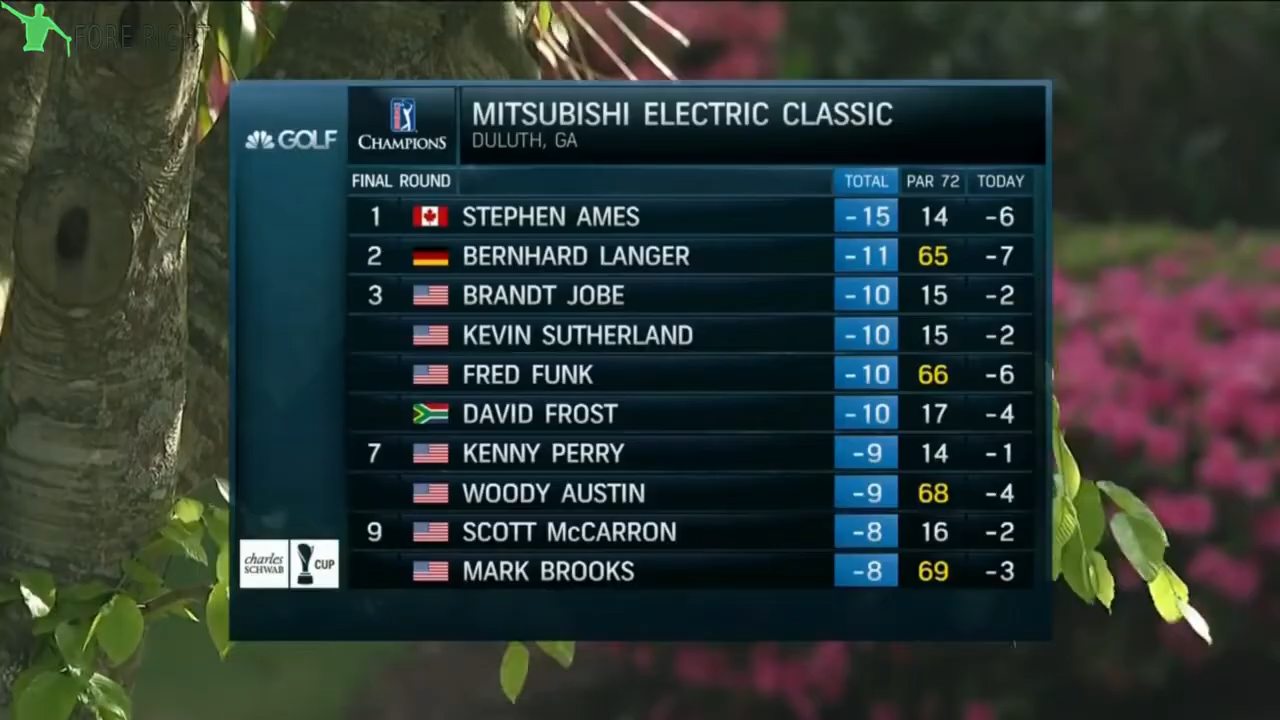 FORE RIGHT
GOLF
CHAMPIONS
MITSUBISHI ELECTRIC CLASSIC
DULUTH, GA
FINAL ROUND TOTAL PAR 72 TODAY
1 STEPHEN AMES -15 14 -6
2 BERNHARD LANGER -11 65 -7
3 BRANDT JOBE -10 15 -2
KEVIN SUTHERLAND -10 15 -2
FRED FUNK -10 66 -6
DAVID FROST -10 17 -4
7 KENNY PERRY -9 14 -1
WOODY AUSTIN -9 68 -4
9 SCOTT McCARRON -8 16 -2
MARK BROOKS -8 69 -3
charles SCHWAB CUP